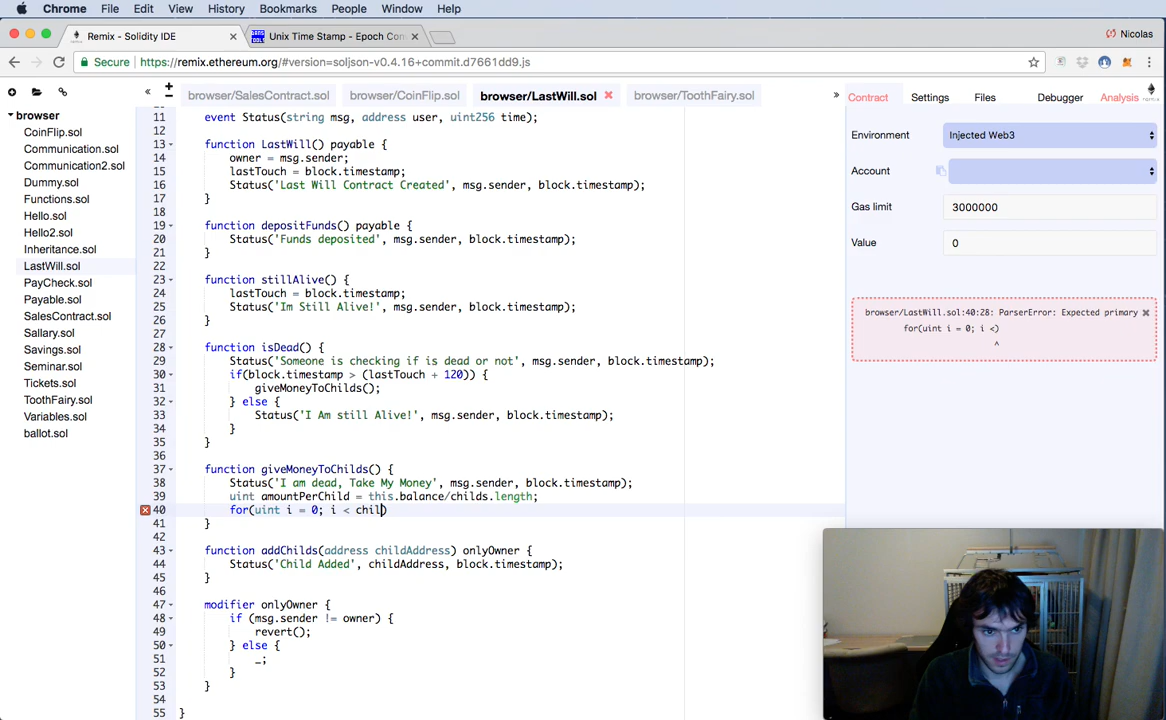 Chrome File Edit View History Bookmarks People Window Help
Remix - Solidity IDE × Unix Time Stamp - Epoch Con × Nicolas
Secure https://remix.ethereum.org/#version=soljson-v0.4.16+commit.d7661dd9.js
« + - browser/SalesContract.sol browser/CoinFlip.sol browser/LastWill.sol × browser/ToothFairy.sol » Contract Settings Files Debugger Analysis
browser
CoinFlip.sol
Communication.sol
Communication2.sol
Dummy.sol
Functions.sol
Hello.sol
Hello2.sol
Inheritance.sol
LastWill.sol
PayCheck.sol
Payable.sol
SalesContract.sol
Sallary.sol
Savings.sol
Seminar.sol
Tickets.sol
ToothFairy.sol
Variables.sol
ballot.sol
11 event Status(string msg, address user, uint256 time);
12
13 function LastWill() payable {
14 owner = msg.sender;
15 lastTouch = block.timestamp;
16 Status('Last Will Contract Created', msg.sender, block.timestamp);
17 }
18
19 function depositFunds() payable {
20 Status('Funds deposited', msg.sender, block.timestamp);
21 }
22
23 function stillAlive() {
24 lastTouch = block.timestamp;
25 Status('Im Still Alive!', msg.sender, block.timestamp);
26 }
27
28 function isDead() {
29 Status('Someone is checking if is dead or not', msg.sender, block.timestamp);
30 if(block.timestamp > (lastTouch + 120)) {
31 giveMoneyToChilds();
32 } else {
33 Status('I Am still Alive!', msg.sender, block.timestamp);
34 }
35 }
36
37 function giveMoneyToChilds() {
38 Status('I am dead, Take My Money', msg.sender, block.timestamp);
39 uint amountPerChild = this.balance/childs.length;
40 for(uint i = 0; i < chil)
41 }
42
43 function addChilds(address childAddress) onlyOwner {
44 Status('Child Added', childAddress, block.timestamp);
45 }
46
47 modifier onlyOwner {
48 if (msg.sender != owner) {
49 revert();
50 } else {
51 _;
52 }
53 }
54
55 }
Environment Injected Web3
Account
Gas limit 3000000
Value 0
browser/LastWill.sol:40:28: ParserError: Expected primary ×
for(uint i = 0; i <)
^